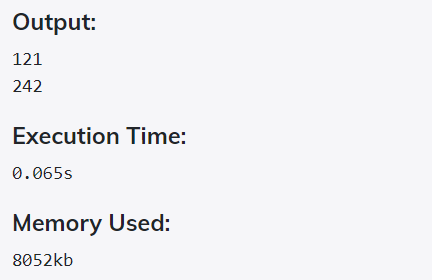 Output:
121
242
Execution Time:
0.065s
Memory Used:
8052kb